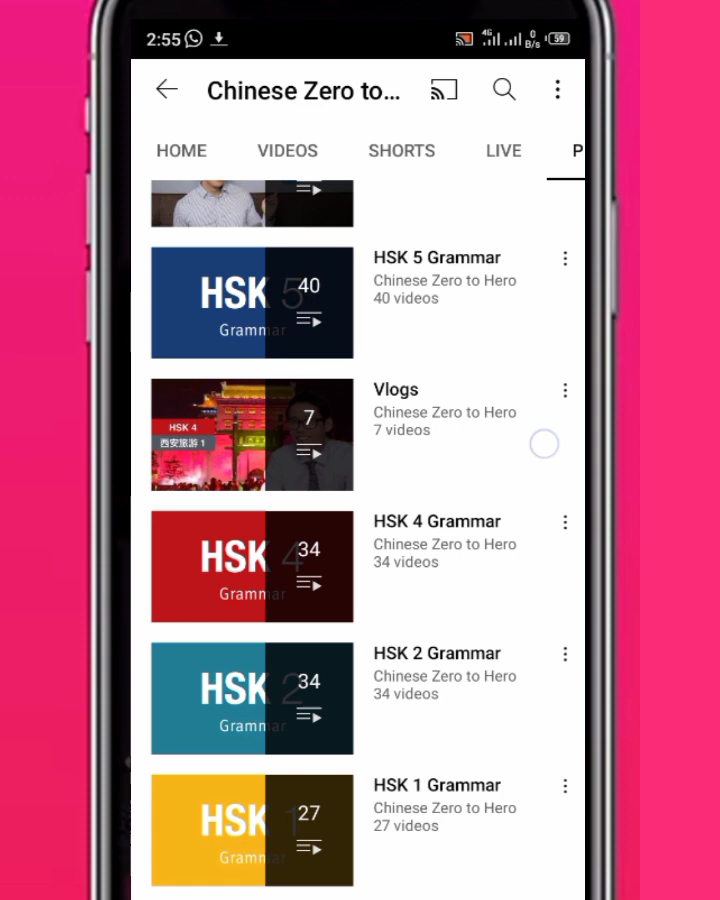 2:55 4G 0 B/s 59
Chinese Zero to...
HOME VIDEOS SHORTS LIVE P
HSK 5
40
Grammar
HSK 5 Grammar
Chinese Zero to Hero
40 videos
HSK 4
西安旅游 1
7
Vlogs
Chinese Zero to Hero
7 videos
HSK 4
34
Grammar
HSK 4 Grammar
Chinese Zero to Hero
34 videos
HSK 2
34
Grammar
HSK 2 Grammar
Chinese Zero to Hero
34 videos
HSK 1
27
Grammar
HSK 1 Grammar
Chinese Zero to Hero
27 videos